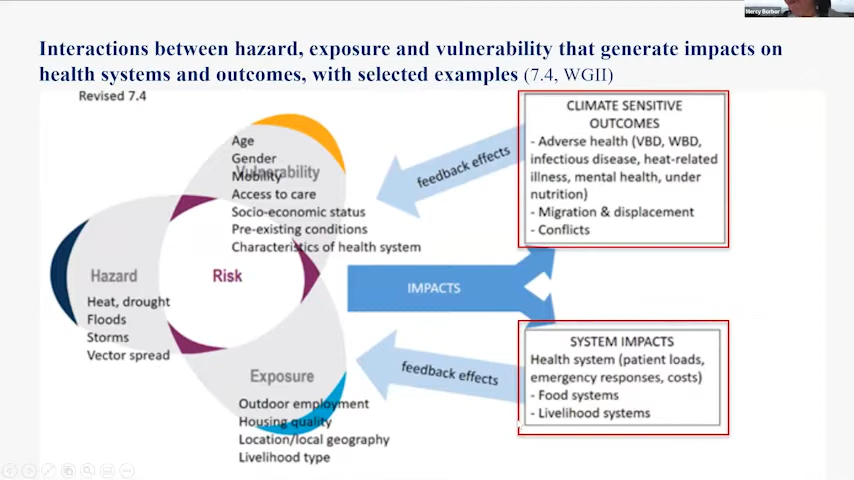 Mercy Borbor
Interactions between hazard, exposure and vulnerability that generate impacts on
health systems and outcomes, with selected examples (7.4, WGII)
Revised 7.4
Age
Gender
Vulnerability
Mobility
Access to care
Socio-economic status
Pre-existing conditions
Characteristics of health system
Hazard
Heat, drought
Floods
Storms
Vector spread
Risk
Exposure
Outdoor employment
Housing quality
Location/local geography
Livelihood type
feedback effects
IMPACTS
feedback effects
CLIMATE SENSITIVE
OUTCOMES
- Adverse health (VBD, WBD,
infectious disease, heat-related
illness, mental health, under
nutrition)
- Migration & displacement
- Conflicts
SYSTEM IMPACTS
Health system (patient loads,
emergency responses, costs)
- Food systems
- Livelihood systems